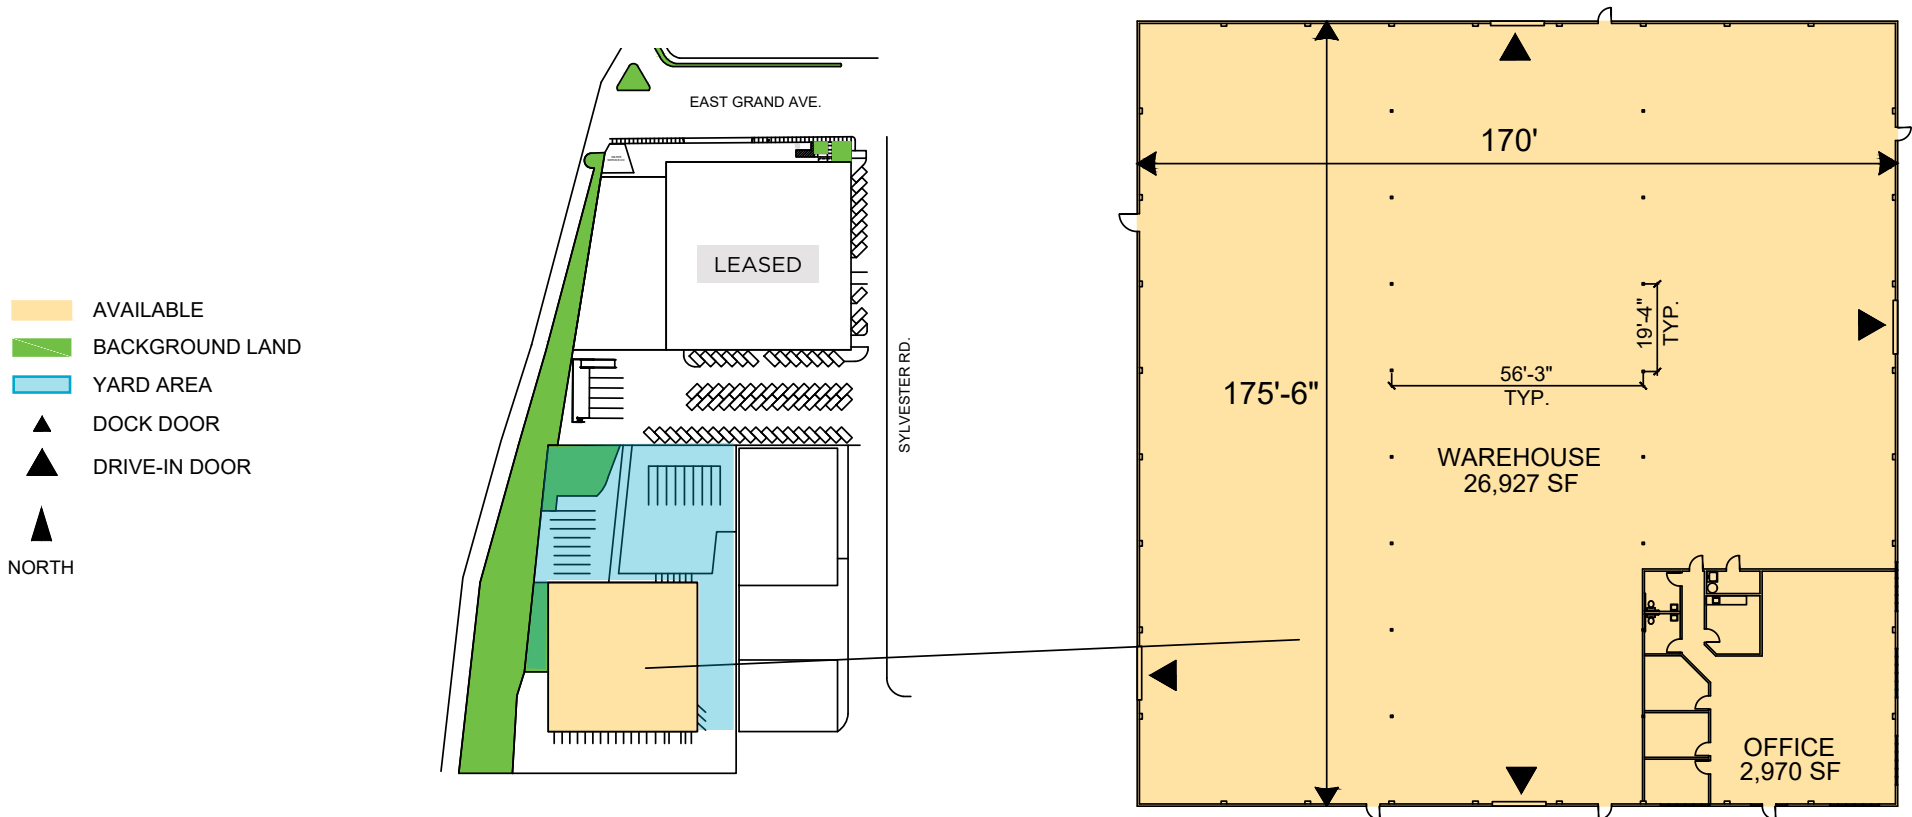 AVAILABLE
BACKGROUND LAND
YARD AREA
DOCK DOOR
DRIVE-IN DOOR
NORTH
EAST GRAND AVE.
LEASED
SYLVESTER RD.
170'
175'-6"
19'-4"
TYP.
56'-3"
TYP.
WAREHOUSE
26,927 SF
OFFICE
2,970 SF